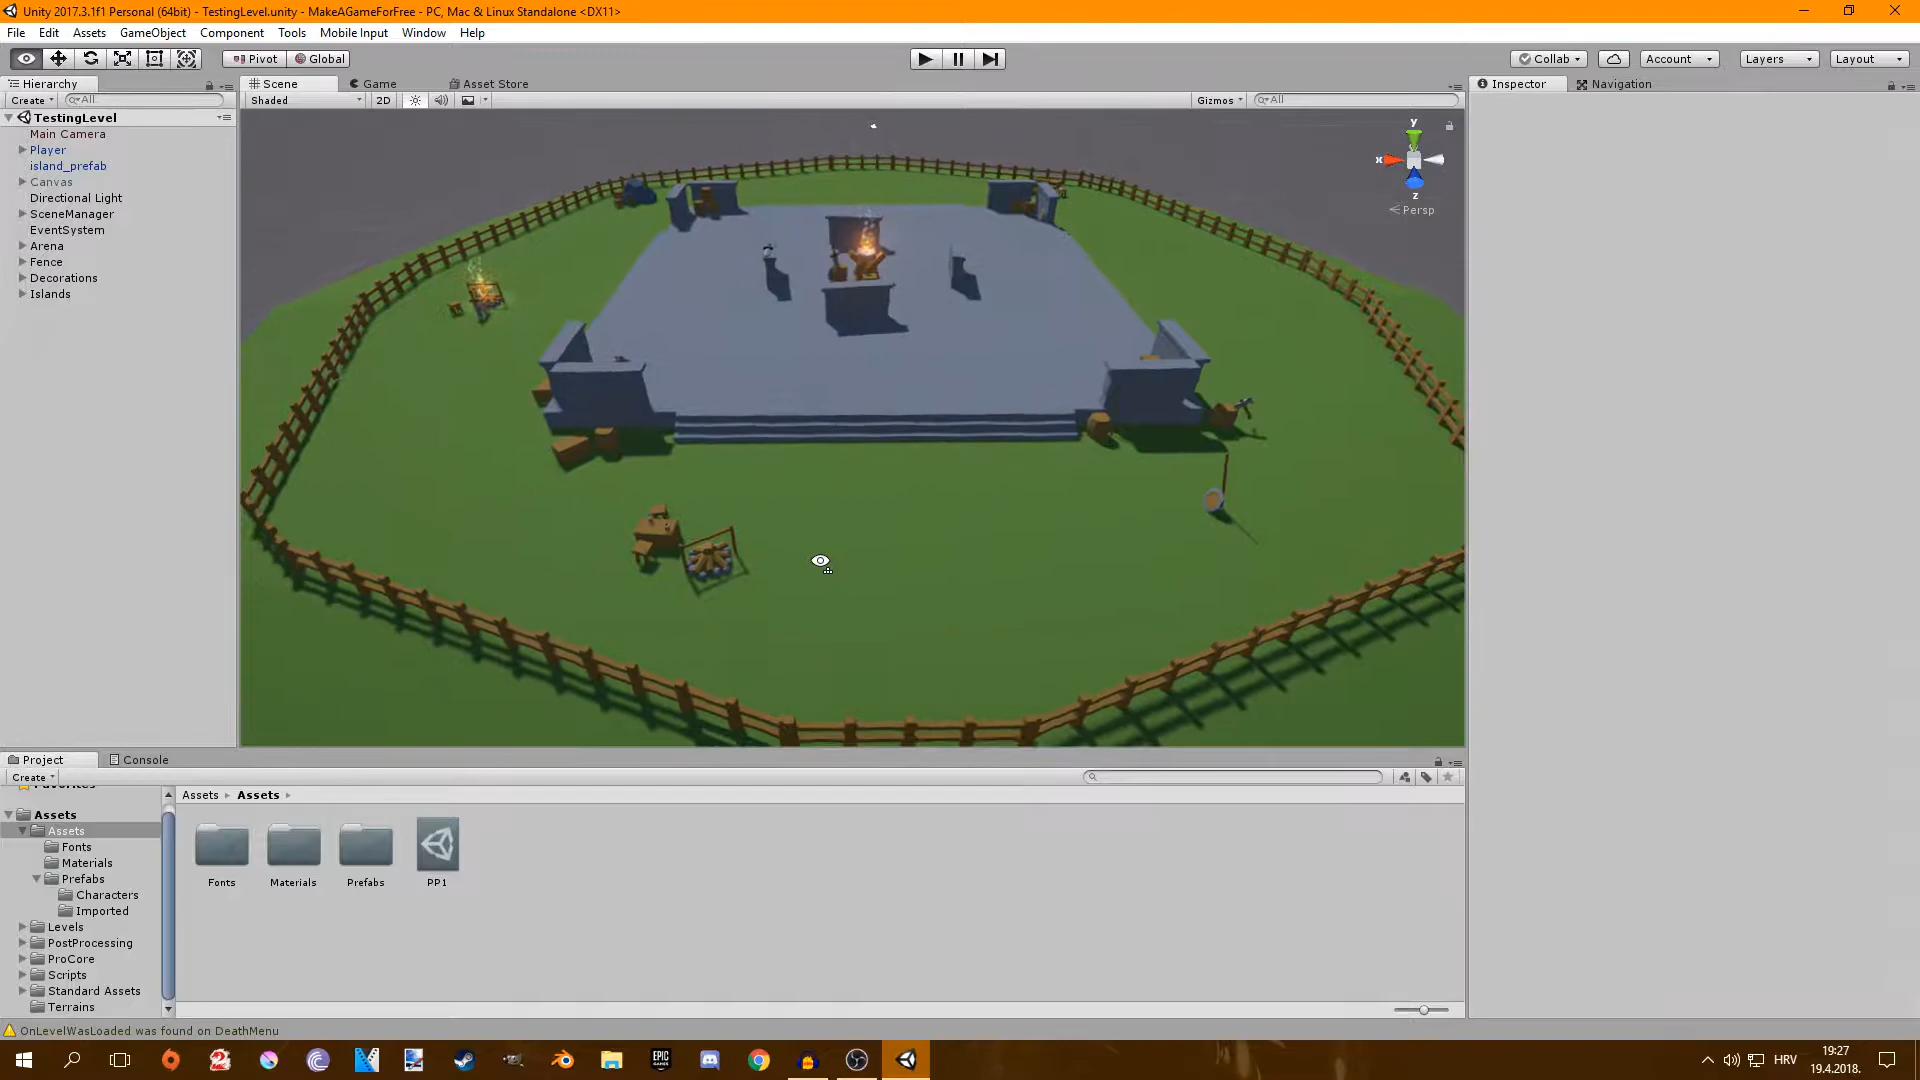 Unity 2017.3.1f1 Personal (64bit) - TestingLevel.unity - MakeAGameForFree - PC, Mac & Linux Standalone <DX11>
File Edit Assets GameObject Component Tools Mobile Input Window Help
Pivot Global Collab Account Layers Layout
Hierarchy Scene Game Asset Store Inspector Navigation
Create All Shaded 2D Gizmos All
TestingLevel
Main Camera
Player
island_prefab
Canvas
Directional Light
SceneManager
EventSystem
Arena
Fence
Decorations
Islands
y
x
z
Persp
Project Console
Create
Favorites
Assets Assets
Assets
Assets
Fonts
Materials
Prefabs
Characters
Imported
Levels
PostProcessing
ProCore
Scripts
Standard Assets
Terrains
Fonts Materials Prefabs PP1
OnLevelWasLoaded was found on DeathMenu
EPIC GAMES
HRV
19:27
19.4.2018.